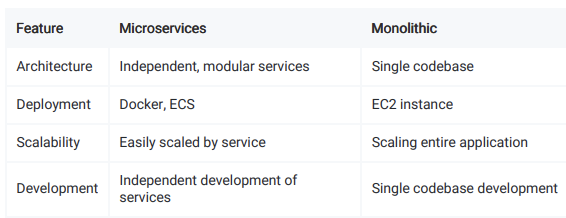 Feature Microservices Monolithic
Architecture Independent, modular services Single codebase
Deployment Docker, ECS EC2 instance
Scalability Easily scaled by service Scaling entire application
Development Independent development of services Single codebase development